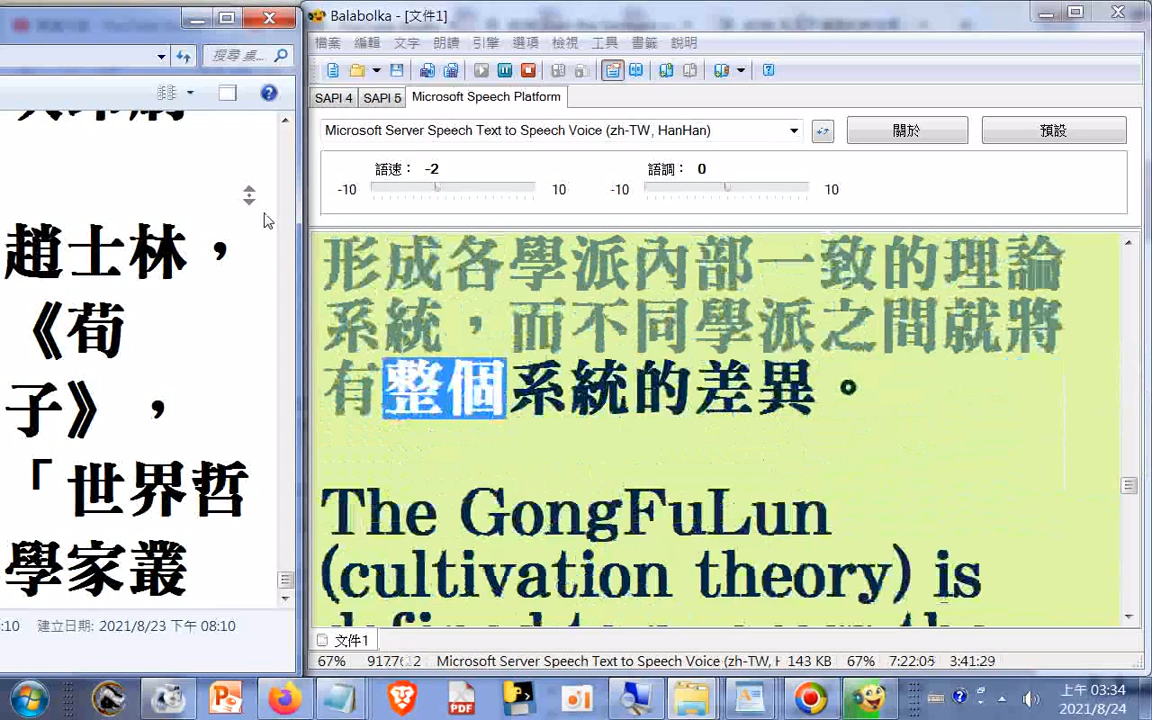 Balabolka - [文件1]
檔案 編輯 文字 朗讀 引擎 選項 檢視 工具 書籤 說明
搜尋 桌...
SAPI 4 SAPI 5 Microsoft Speech Platform
Microsoft Server Speech Text to Speech Voice (zh-TW, HanHan) 關於 預設
語速： -2 語調： 0
-10 10 -10 10
趙士林，
《荀
子》，
「世界哲
學家叢
:10 建立日期: 2021/8/23 下午 08:10
形成各學派內部一致的理論
系統，而不同學派之間就將
有整個系統的差異。
The GongFuLun
(cultivation theory) is
文件1
67% Microsoft Server Speech Text to Speech Voice (zh-TW, H 143 KB 67% 7:22:05 3:41:29
PDF
上午 03:34
2021/8/24